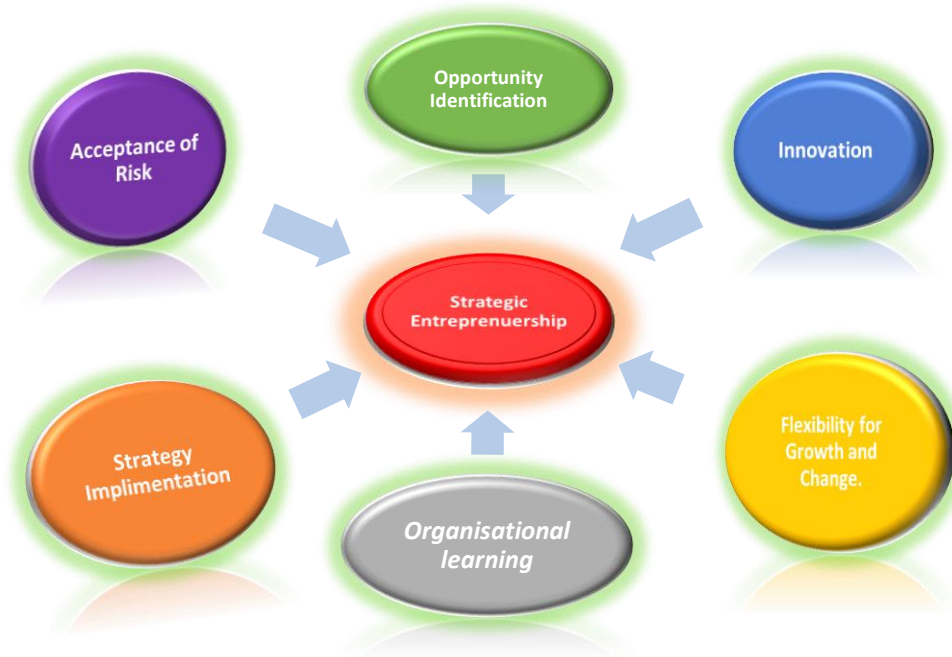 Opportunity
Identification
Acceptance of
Risk
Innovation
Strategic
Entreprenuership
Strategy
Implimentation
Flexibility for
Growth and
Change.
Organisational
learning